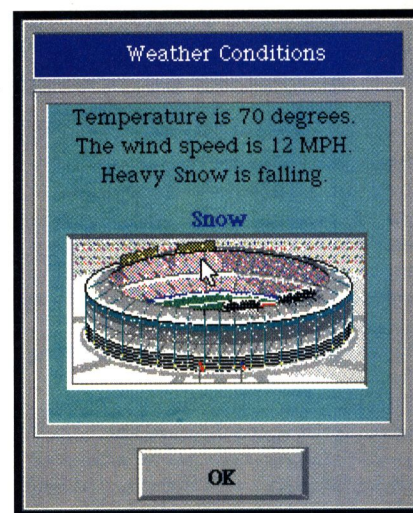 Weather Conditions
Temperature is 70 degrees.
The wind speed is 12 MPH.
Heavy Snow is falling.
Snow
OK